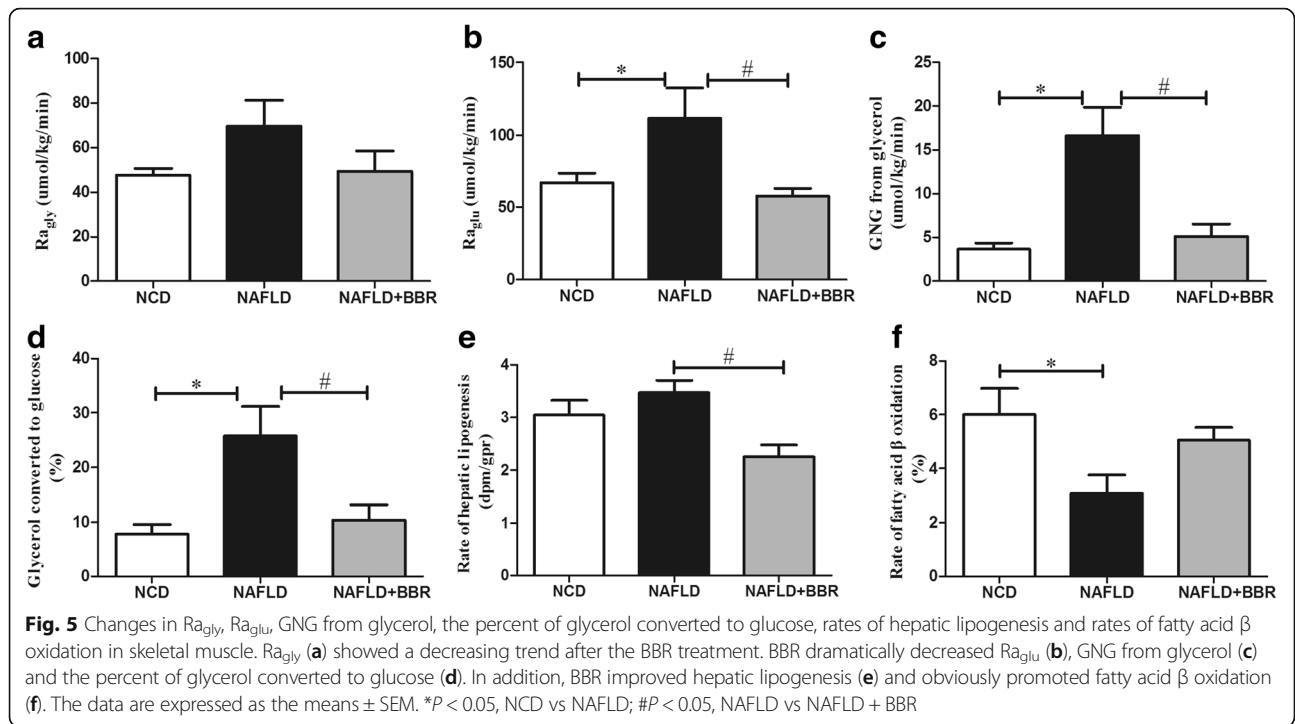 a
100
80
60
40
20
0
Ra_gly (umol/kg/min)
NCD
NAFLD
NAFLD+BBR
b
150
100
50
0
Ra_glu (umol/kg/min)
*
#
NCD
NAFLD
NAFLD+BBR
c
25
20
15
10
5
0
GNG from glycerol
(umol/kg/min)
*
#
NCD
NAFLD
NAFLD+BBR
d
40
30
20
10
0
Glycerol converted to glucose
(%)
*
#
NCD
NAFLD
NAFLD+BBR
e
4
3
2
1
0
Rate of hepatic lipogenesis
(dpm/gpr)
#
NCD
NAFLD
NAFLD+BBR
f
8
6
4
2
0
Rate of fatty acid β oxidation
(%)
*
NCD
NAFLD
NAFLD+BBR
Fig. 5 Changes in Ra_gly, Ra_glu, GNG from glycerol, the percent of glycerol converted to glucose, rates of hepatic lipogenesis and rates of fatty acid β
oxidation in skeletal muscle. Ra_gly (a) showed a decreasing trend after the BBR treatment. BBR dramatically decreased Ra_glu (b), GNG from glycerol (c)
and the percent of glycerol converted to glucose (d). In addition, BBR improved hepatic lipogenesis (e) and obviously promoted fatty acid β oxidation
(f). The data are expressed as the means ± SEM. *P < 0.05, NCD vs NAFLD; #P < 0.05, NAFLD vs NAFLD + BBR